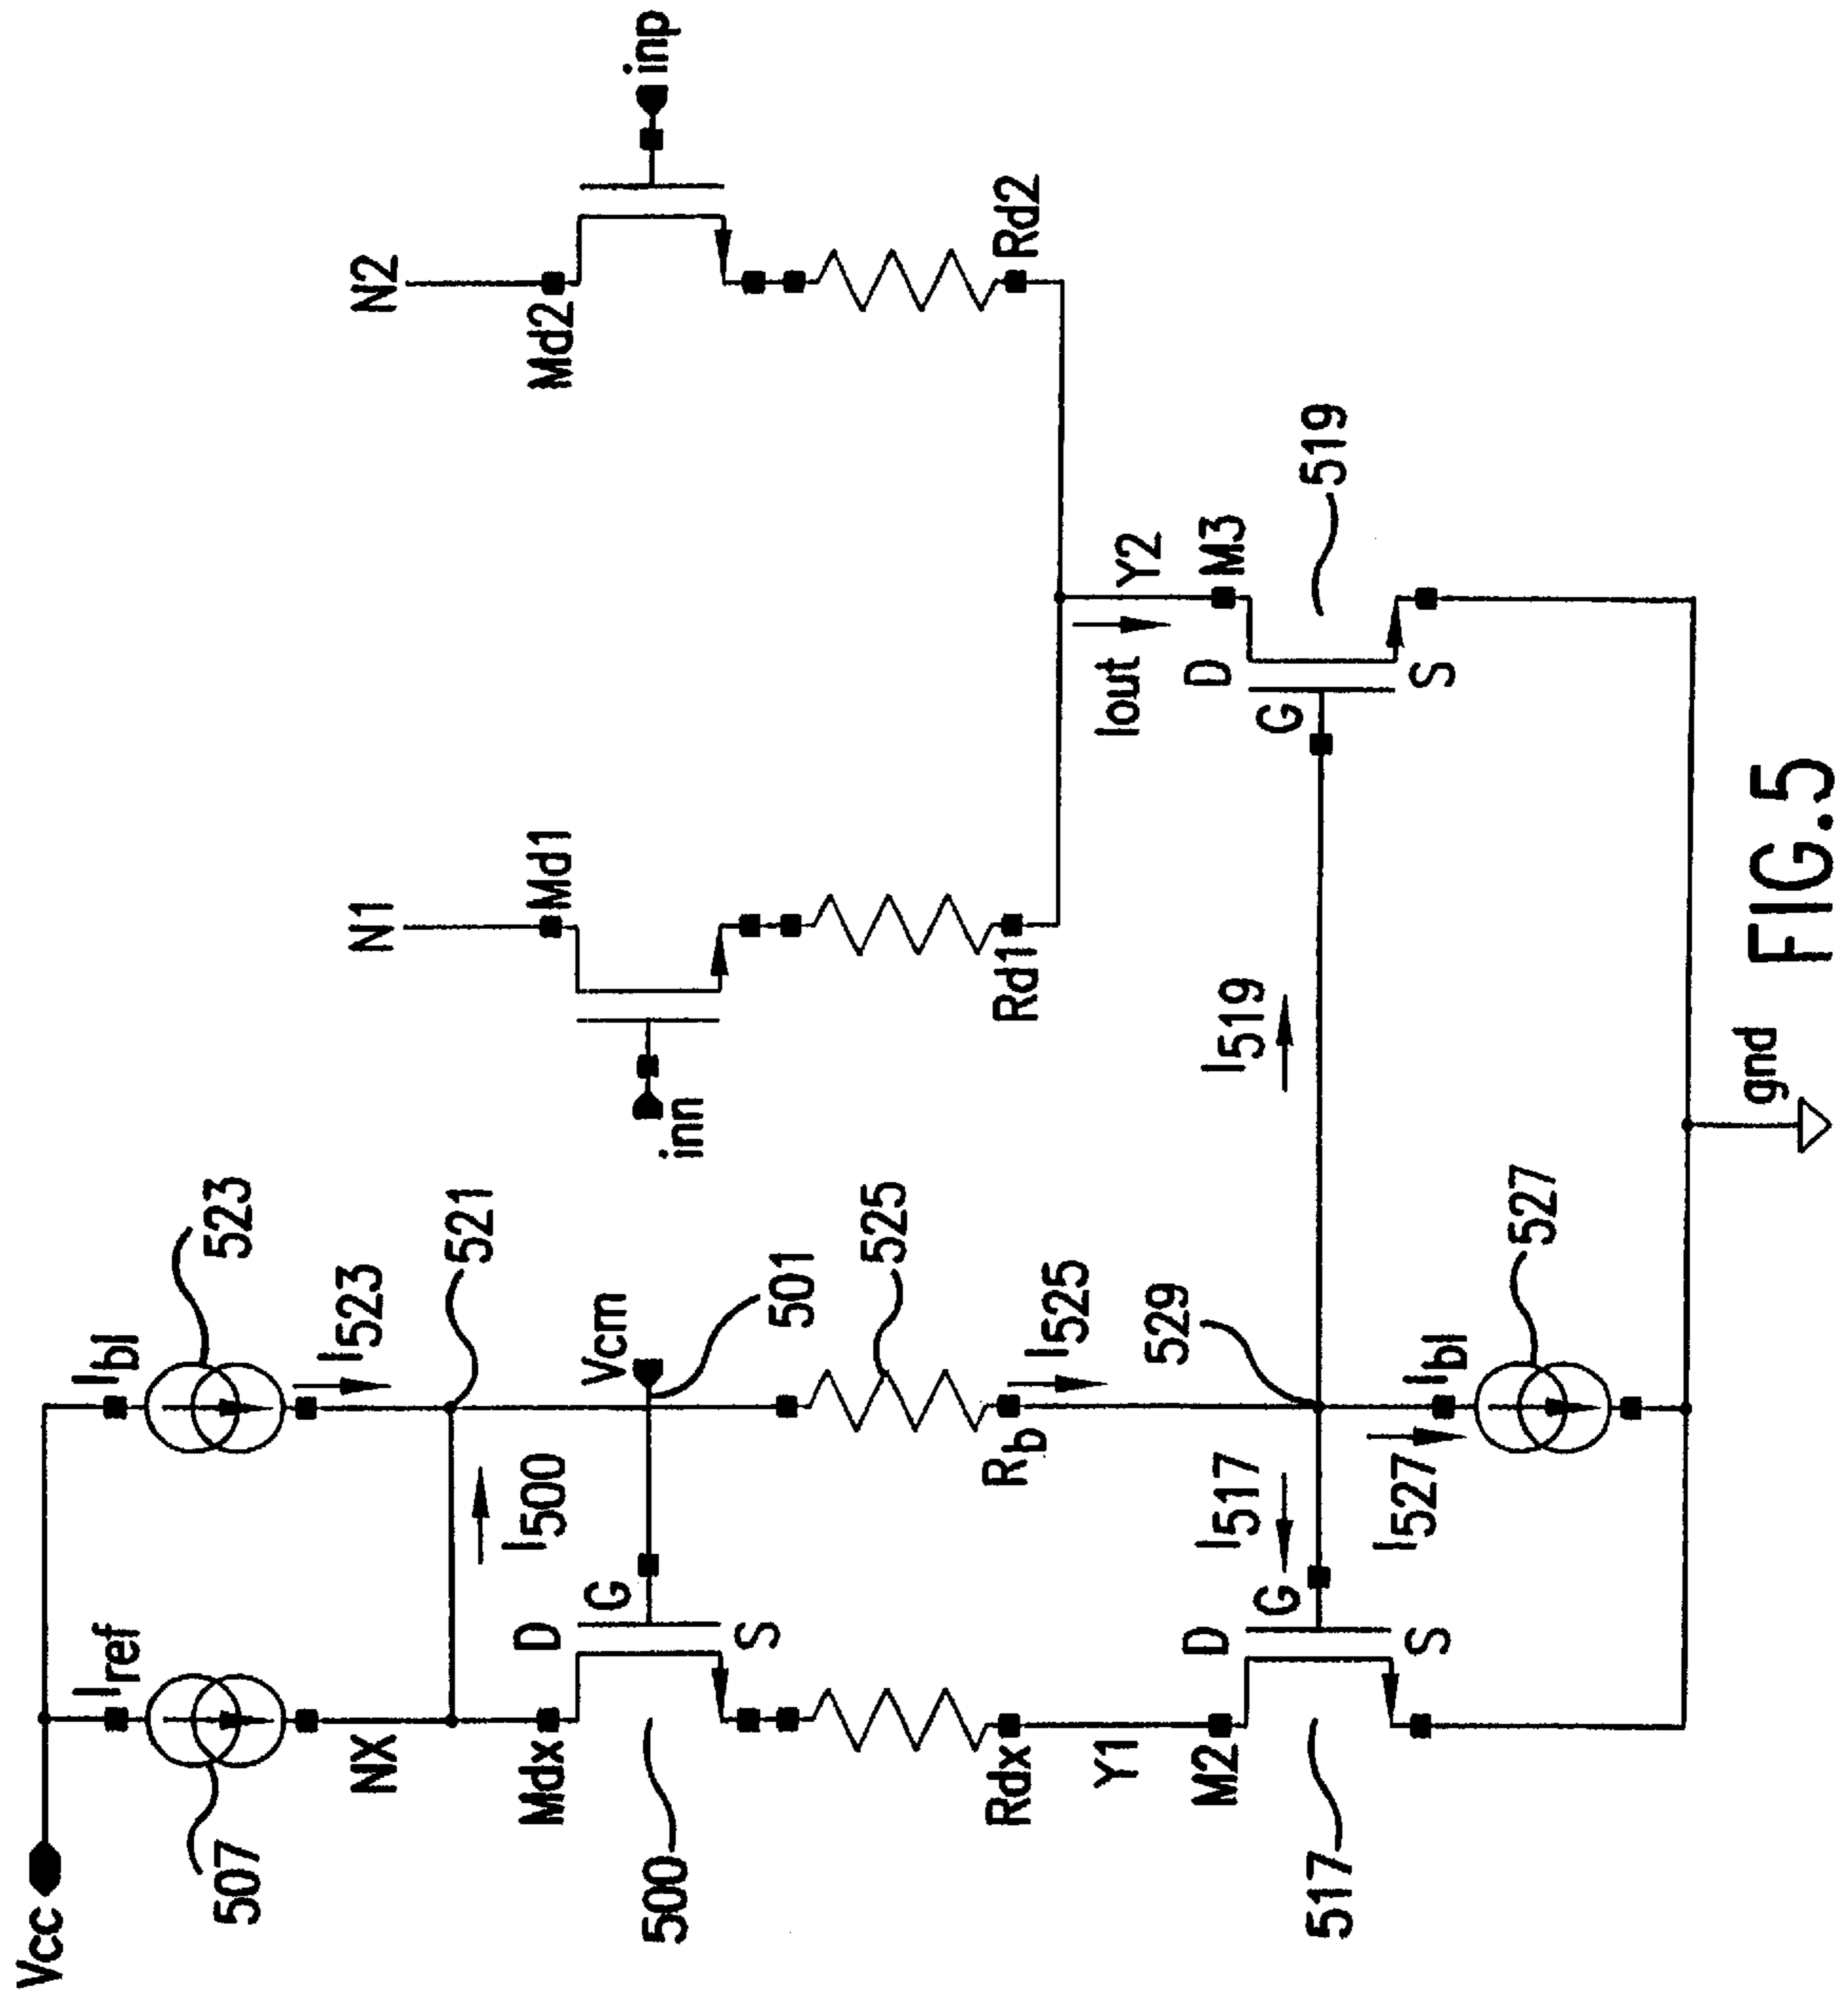 Vcc
Iref
Ibl
507
523
I523
NX
N1
N2
521
I500
Mdx
D
Md1
Md2
G
Vcm
500
inn
inp
S
501
525
Rdx
Rb
Rd1
Rd2
I525
Y1
Iout
Y2
529
M2
D
I517
I519
D
M3
G
G
517
519
I527
Ibl
S
S
527
gnd
FIG.5